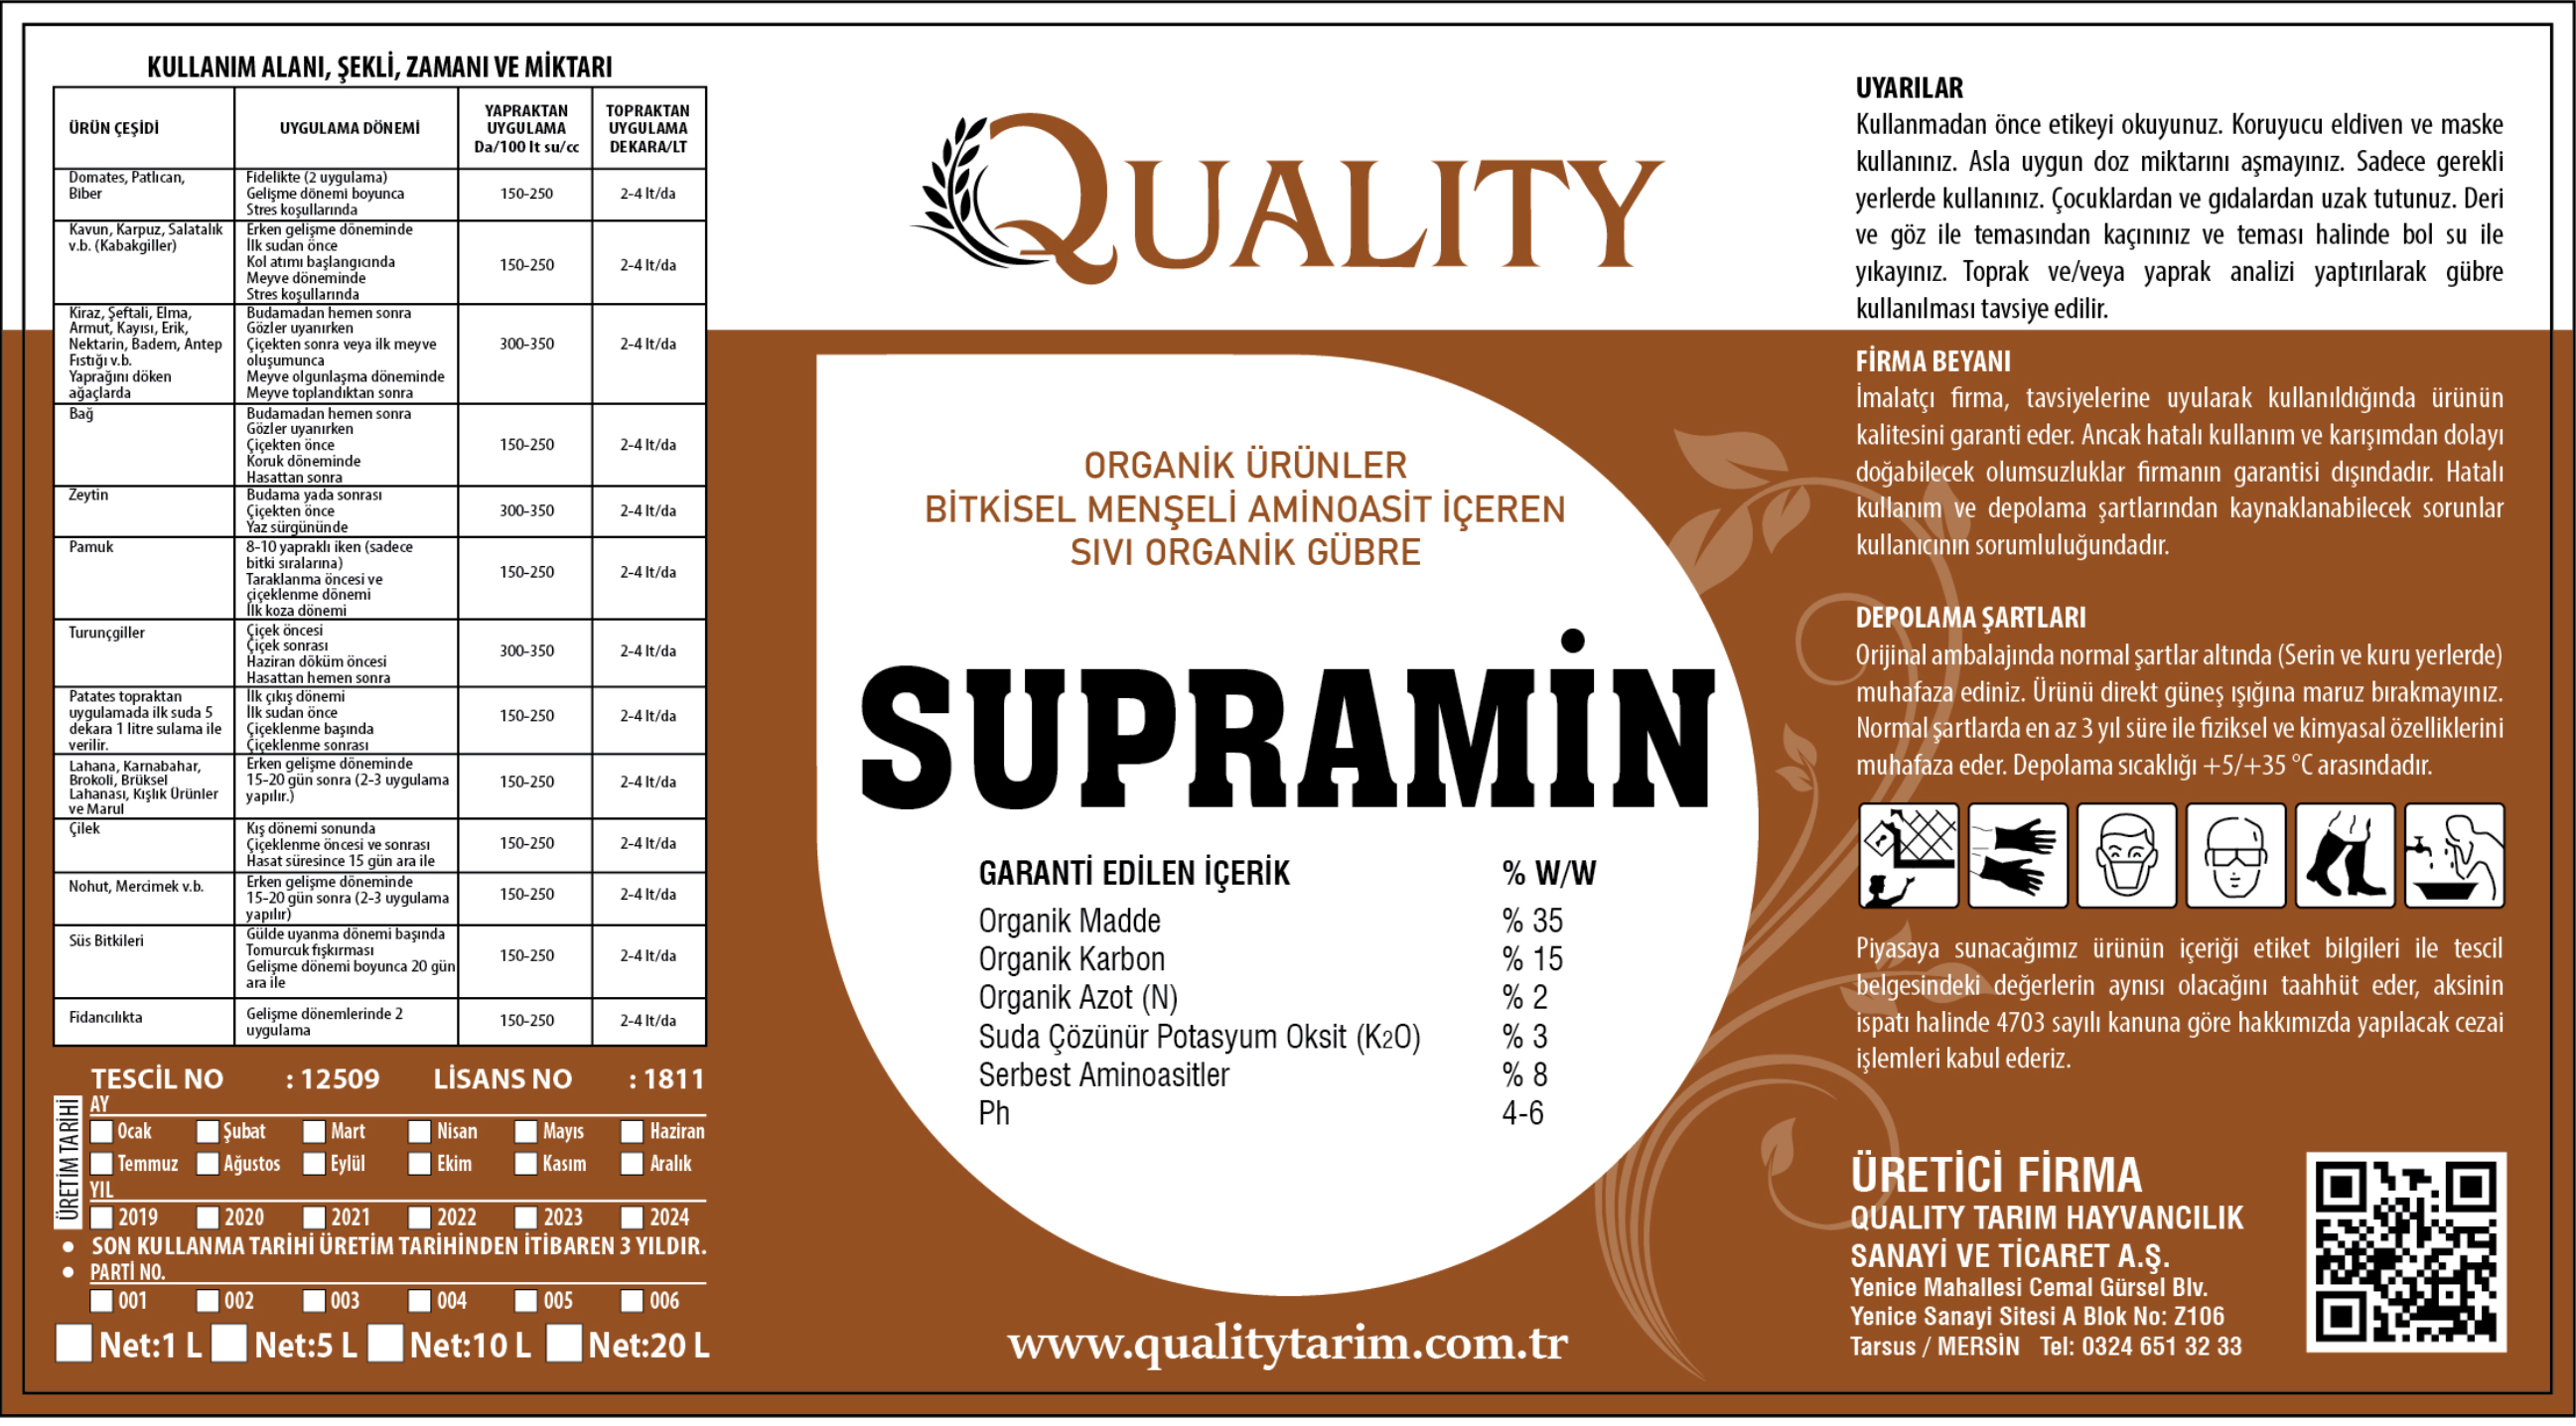 KULLANIM ALANI, ŞEKLİ, ZAMANI VE MİKTARI
ÜRÜN ÇEŞİDİ
UYGULAMA DÖNEMİ
YAPRAKTAN
UYGULAMA
Da/100 lt su/cc
TOPRAKTAN
UYGULAMA
DEKARA/LT
Domates, Patlıcan,
Biber
Fidelikte (2 uygulama)
Gelişme dönemi boyunca
Stres koşullarında
150-250
2-4 lt/da
Kavun, Karpuz, Salatalık
v.b. (Kabakgiller)
Erken gelişme döneminde
İlk sudan önce
Kol atımı başlangıcında
Meyve döneminde
Stres koşullarında
150-250
2-4 lt/da
Kiraz, Şeftali, Elma,
Armut, Kayısı, Erik,
Nektarin, Badem, Antep
Fıstığı v.b.
Yaprağını döken
ağaçlarda
Budamadan hemen sonra
Gözler uyanırken
Çiçekten sonra veya ilk meyve
oluşumunca
Meyve olgunlaşma döneminde
Meyve toplandıktan sonra
300-350
2-4 lt/da
Bağ
Budamadan hemen sonra
Gözler uyanırken
Çiçekten önce
Koruk döneminde
Hasattan sonra
150-250
2-4 lt/da
Zeytin
Budama yada sonrası
Çiçekten önce
Yaz sürgününde
300-350
2-4 lt/da
Pamuk
8-10 yapraklı iken (sadece
bitki sıralarına)
Taraklanma öncesi ve
çiçeklenme dönemi
İlk koza dönemi
150-250
2-4 lt/da
Turunçgiller
Çiçek öncesi
Çiçek sonrası
Haziran döküm öncesi
Hasattan hemen sonra
300-350
2-4 lt/da
Patates topraktan
uygulamada ilk suda 5
dekara 1 litre sulama ile
verilir.
İlk çıkış dönemi
İlk sudan önce
Çiçeklenme başında
Çiçeklenme sonrası
150-250
2-4 lt/da
Lahana, Karnabahar,
Brokoli, Brüksel
Lahanası, Kışlık Ürünler
ve Marul
Erken gelişme döneminde
15-20 gün sonra (2-3 uygulama
yapılır.)
150-250
2-4 lt/da
Çilek
Kış dönemi sonunda
Çiçeklenme öncesi ve sonrası
Hasat süresince 15 gün ara ile
150-250
2-4 lt/da
Nohut, Mercimek v.b.
Erken gelişme döneminde
15-20 gün sonra (2-3 uygulama
yapılır)
150-250
2-4 lt/da
Süs Bitkileri
Gülde uyanma dönemi başında
Tomurcuk fışkırması
Gelişme dönemi boyunca 20 gün
ara ile
150-250
2-4 lt/da
Fidancılıkta
Gelişme dönemlerinde 2
uygulama
150-250
2-4 lt/da
TESCİL NO : 12509 LİSANS NO : 1811
ÜRETİM TARİHİ
AY
Ocak Şubat Mart Nisan Mayıs Haziran
Temmuz Ağustos Eylül Ekim Kasım Aralık
YIL
2019 2020 2021 2022 2023 2024
• SON KULLANMA TARİHİ ÜRETİM TARİHİNDEN İTİBAREN 3 YILDIR.
• PARTİ NO.
001 002 003 004 005 006
Net:1 L Net:5 L Net:10 L Net:20 L
QUALITY
ORGANİK ÜRÜNLER
BİTKİSEL MENŞELİ AMİNOASİT İÇEREN
SIVI ORGANİK GÜBRE
SUPRAMİN
GARANTİ EDİLEN İÇERİK % W/W
Organik Madde % 35
Organik Karbon % 15
Organik Azot (N) % 2
Suda Çözünür Potasyum Oksit (K2O) % 3
Serbest Aminoasitler % 8
Ph 4-6
www.qualitytarim.com.tr
UYARILAR
Kullanmadan önce etikeyi okuyunuz. Koruyucu eldiven ve maske
kullanınız. Asla uygun doz miktarını aşmayınız. Sadece gerekli
yerlerde kullanınız. Çocuklardan ve gıdalardan uzak tutunuz. Deri
ve göz ile temasından kaçınınız ve teması halinde bol su ile
yıkayınız. Toprak ve/veya yaprak analizi yaptırılarak gübre
kullanılması tavsiye edilir.
FİRMA BEYANI
İmalatçı firma, tavsiyelerine uyularak kullanıldığında ürünün
kalitesini garanti eder. Ancak hatalı kullanım ve karışımdan dolayı
doğabilecek olumsuzluklar firmanın garantisi dışındadır. Hatalı
kullanım ve depolama şartlarından kaynaklanabilecek sorunlar
kullanıcının sorumluluğundadır.
DEPOLAMA ŞARTLARI
Orijinal ambalajında normal şartlar altında (Serin ve kuru yerlerde)
muhafaza ediniz. Ürünü direkt güneş ışığına maruz bırakmayınız.
Normal şartlarda en az 3 yıl süre ile fiziksel ve kimyasal özelliklerini
muhafaza eder. Depolama sıcaklığı +5/+35 °C arasındadır.
Piyasaya sunacağımız ürünün içeriği etiket bilgileri ile tescil
belgesindeki değerlerin aynısı olacağını taahhüt eder, aksinin
ispatı halinde 4703 sayılı kanuna göre hakkımızda yapılacak cezai
işlemleri kabul ederiz.
ÜRETİCİ FİRMA
QUALITY TARIM HAYVANCILIK
SANAYİ VE TİCARET A.Ş.
Yenice Mahallesi Cemal Gürsel Blv.
Yenice Sanayi Sitesi A Blok No: Z106
Tarsus / MERSİN Tel: 0324 651 32 33